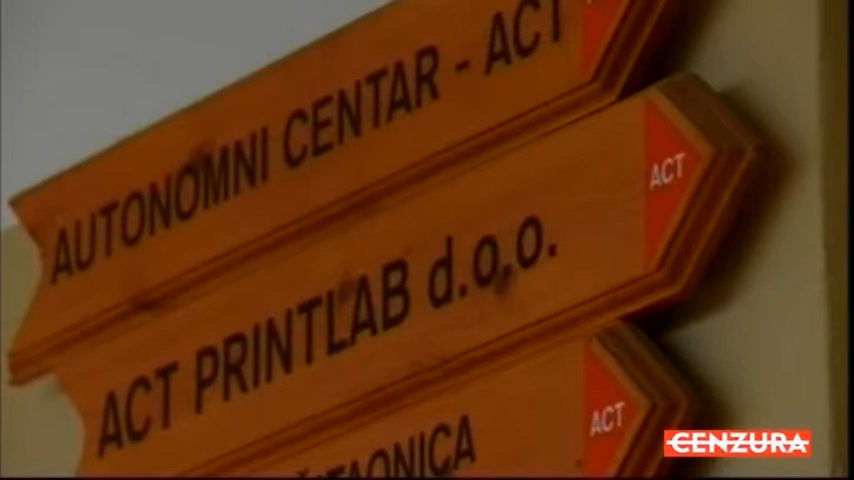 AUTONOMNI CENTAR - ACT
ACT PRINTLAB d.o.o.
ACT
ACT
CENZURA